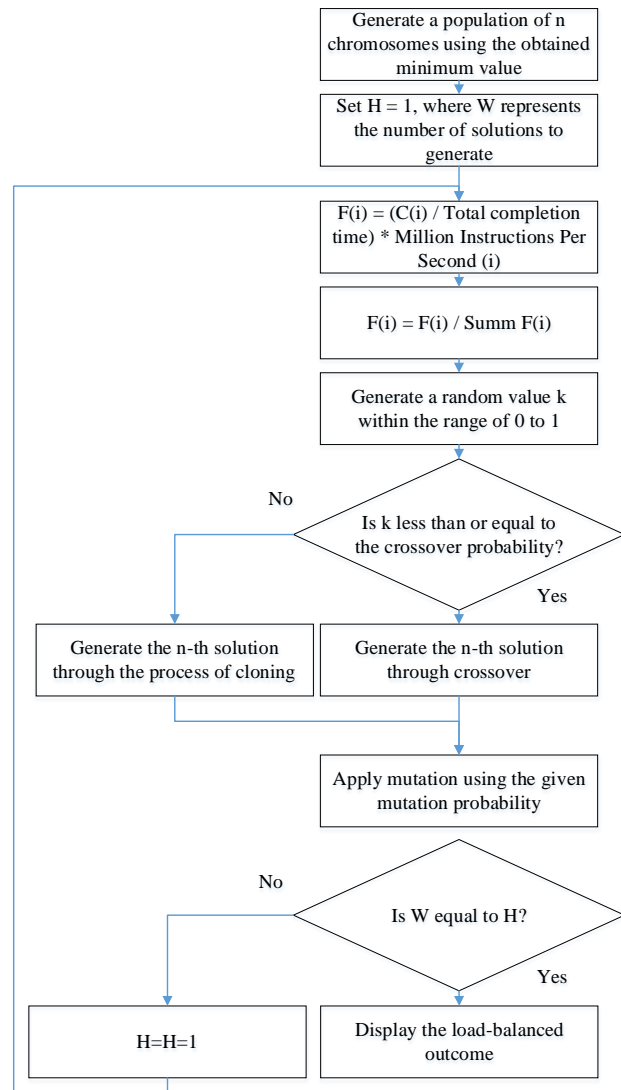 Generate a population of n
chromosomes using the obtained
minimum value
Set H = 1, where W represents
the number of solutions to
generate
F(i) = (C(i) / Total completion
time) * Million Instructions Per
Second (i)
F(i) = F(i) / Summ F(i)
Generate a random value k
within the range of 0 to 1
No
Is k less than or equal to
the crossover probability?
Yes
Generate the n-th solution
through the process of cloning
Generate the n-th solution
through crossover
Apply mutation using the given
mutation probability
No
Is W equal to H?
Yes
H=H=1
Display the load-balanced
outcome